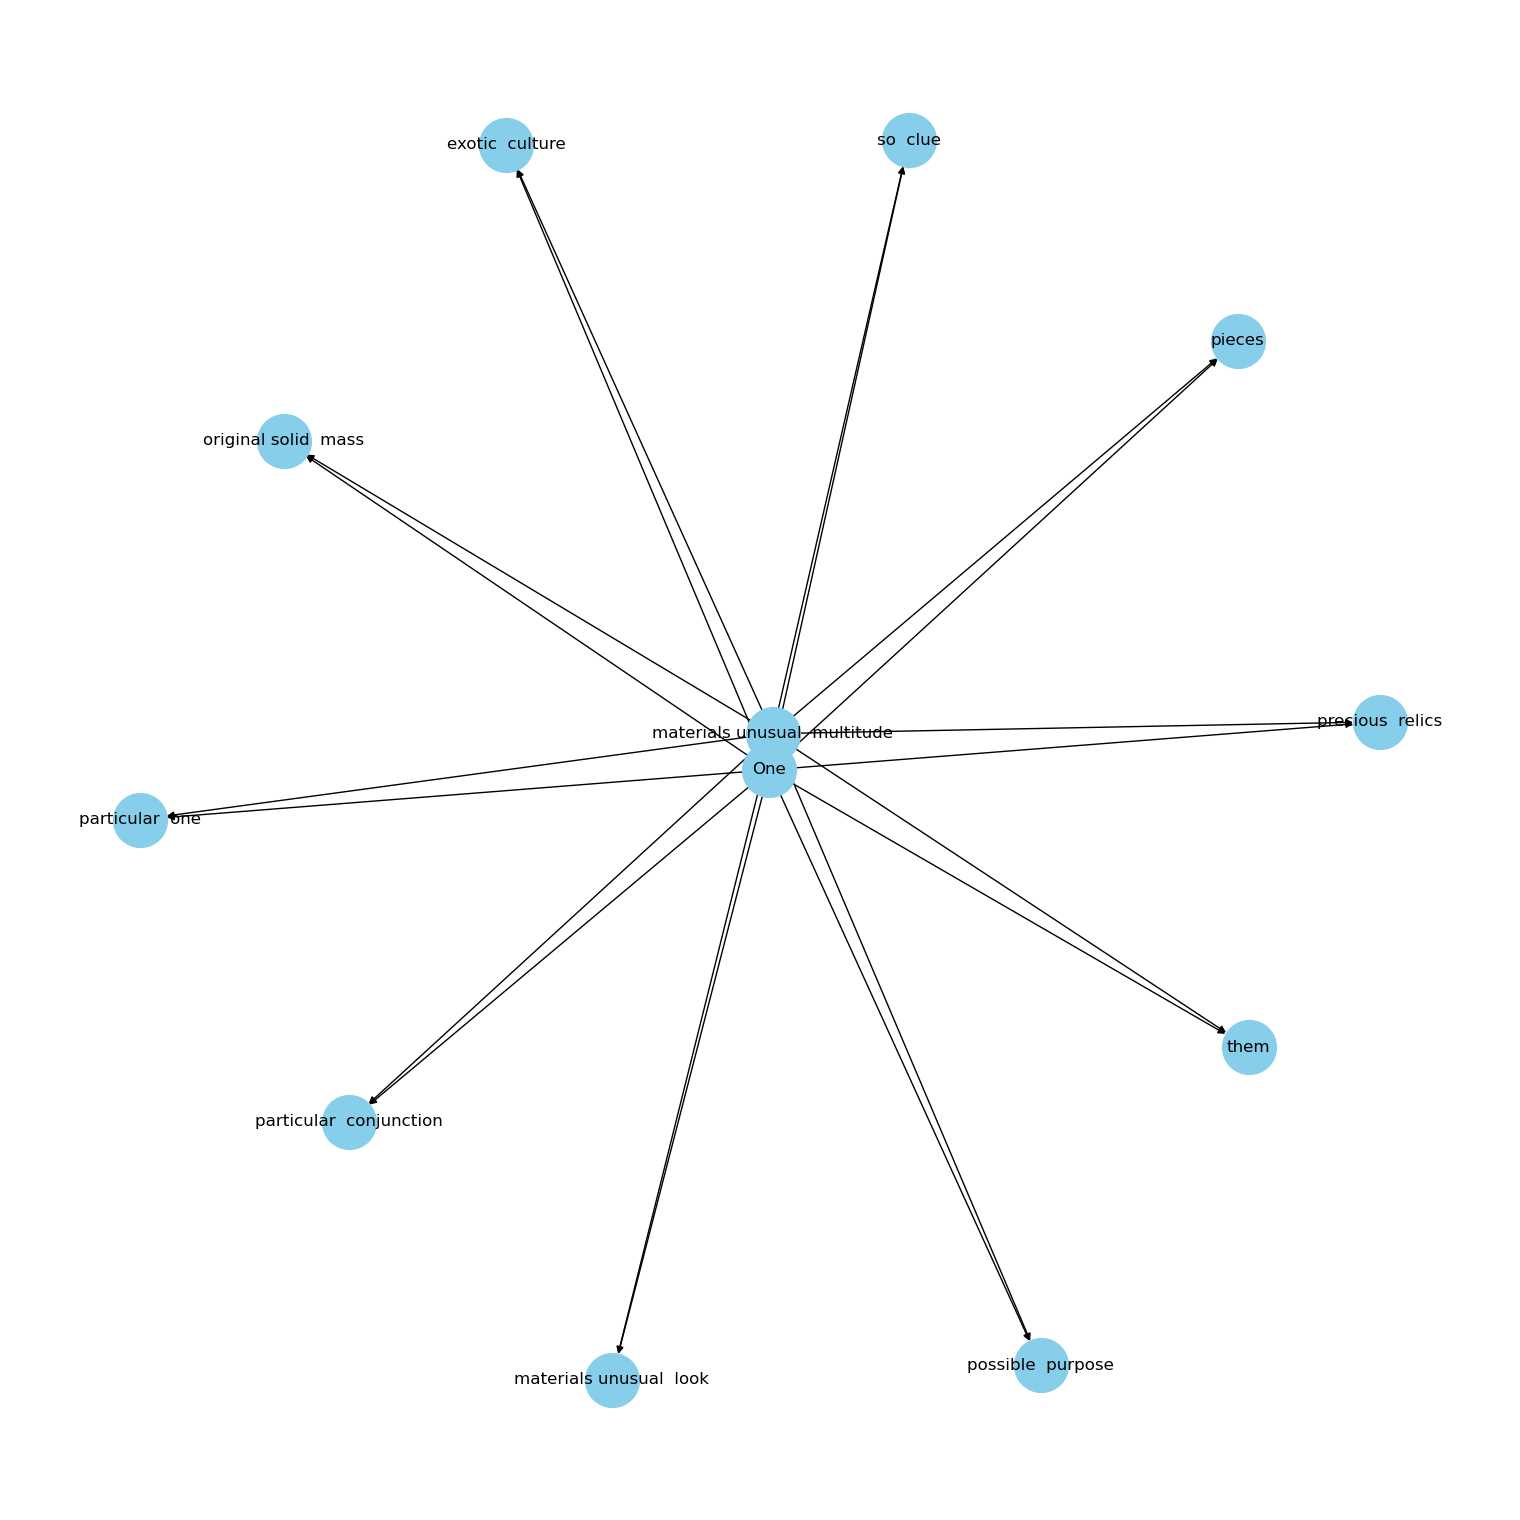 so  clue
exotic  culture
pieces
original solid  mass
precious  relics
materials unusual  multitude
One
particular  one
them
particular  conjunction
possible  purpose
materials unusual  look